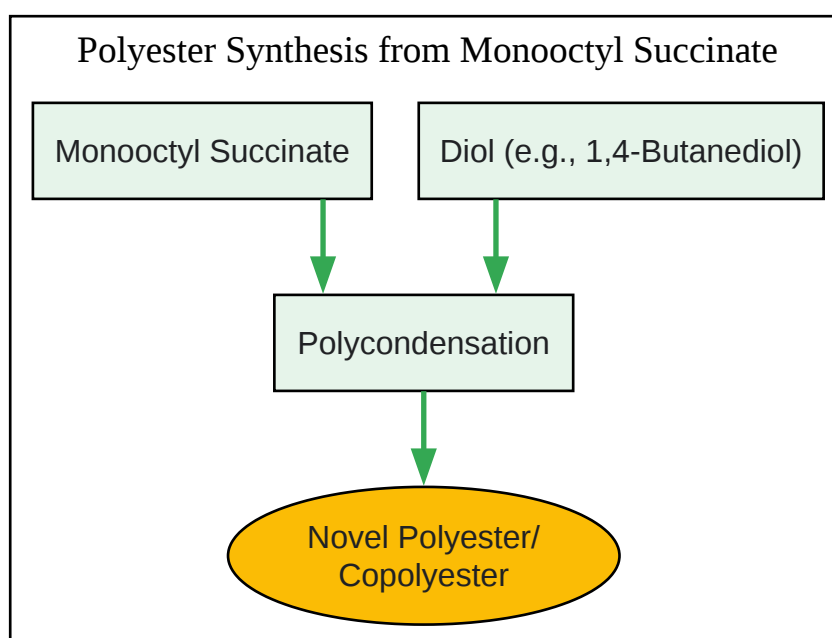 Polyester Synthesis from Monooctyl Succinate
Monooctyl Succinate
Diol (e.g., 1,4-Butanediol)
Polycondensation
Novel Polyester/
Copolyester